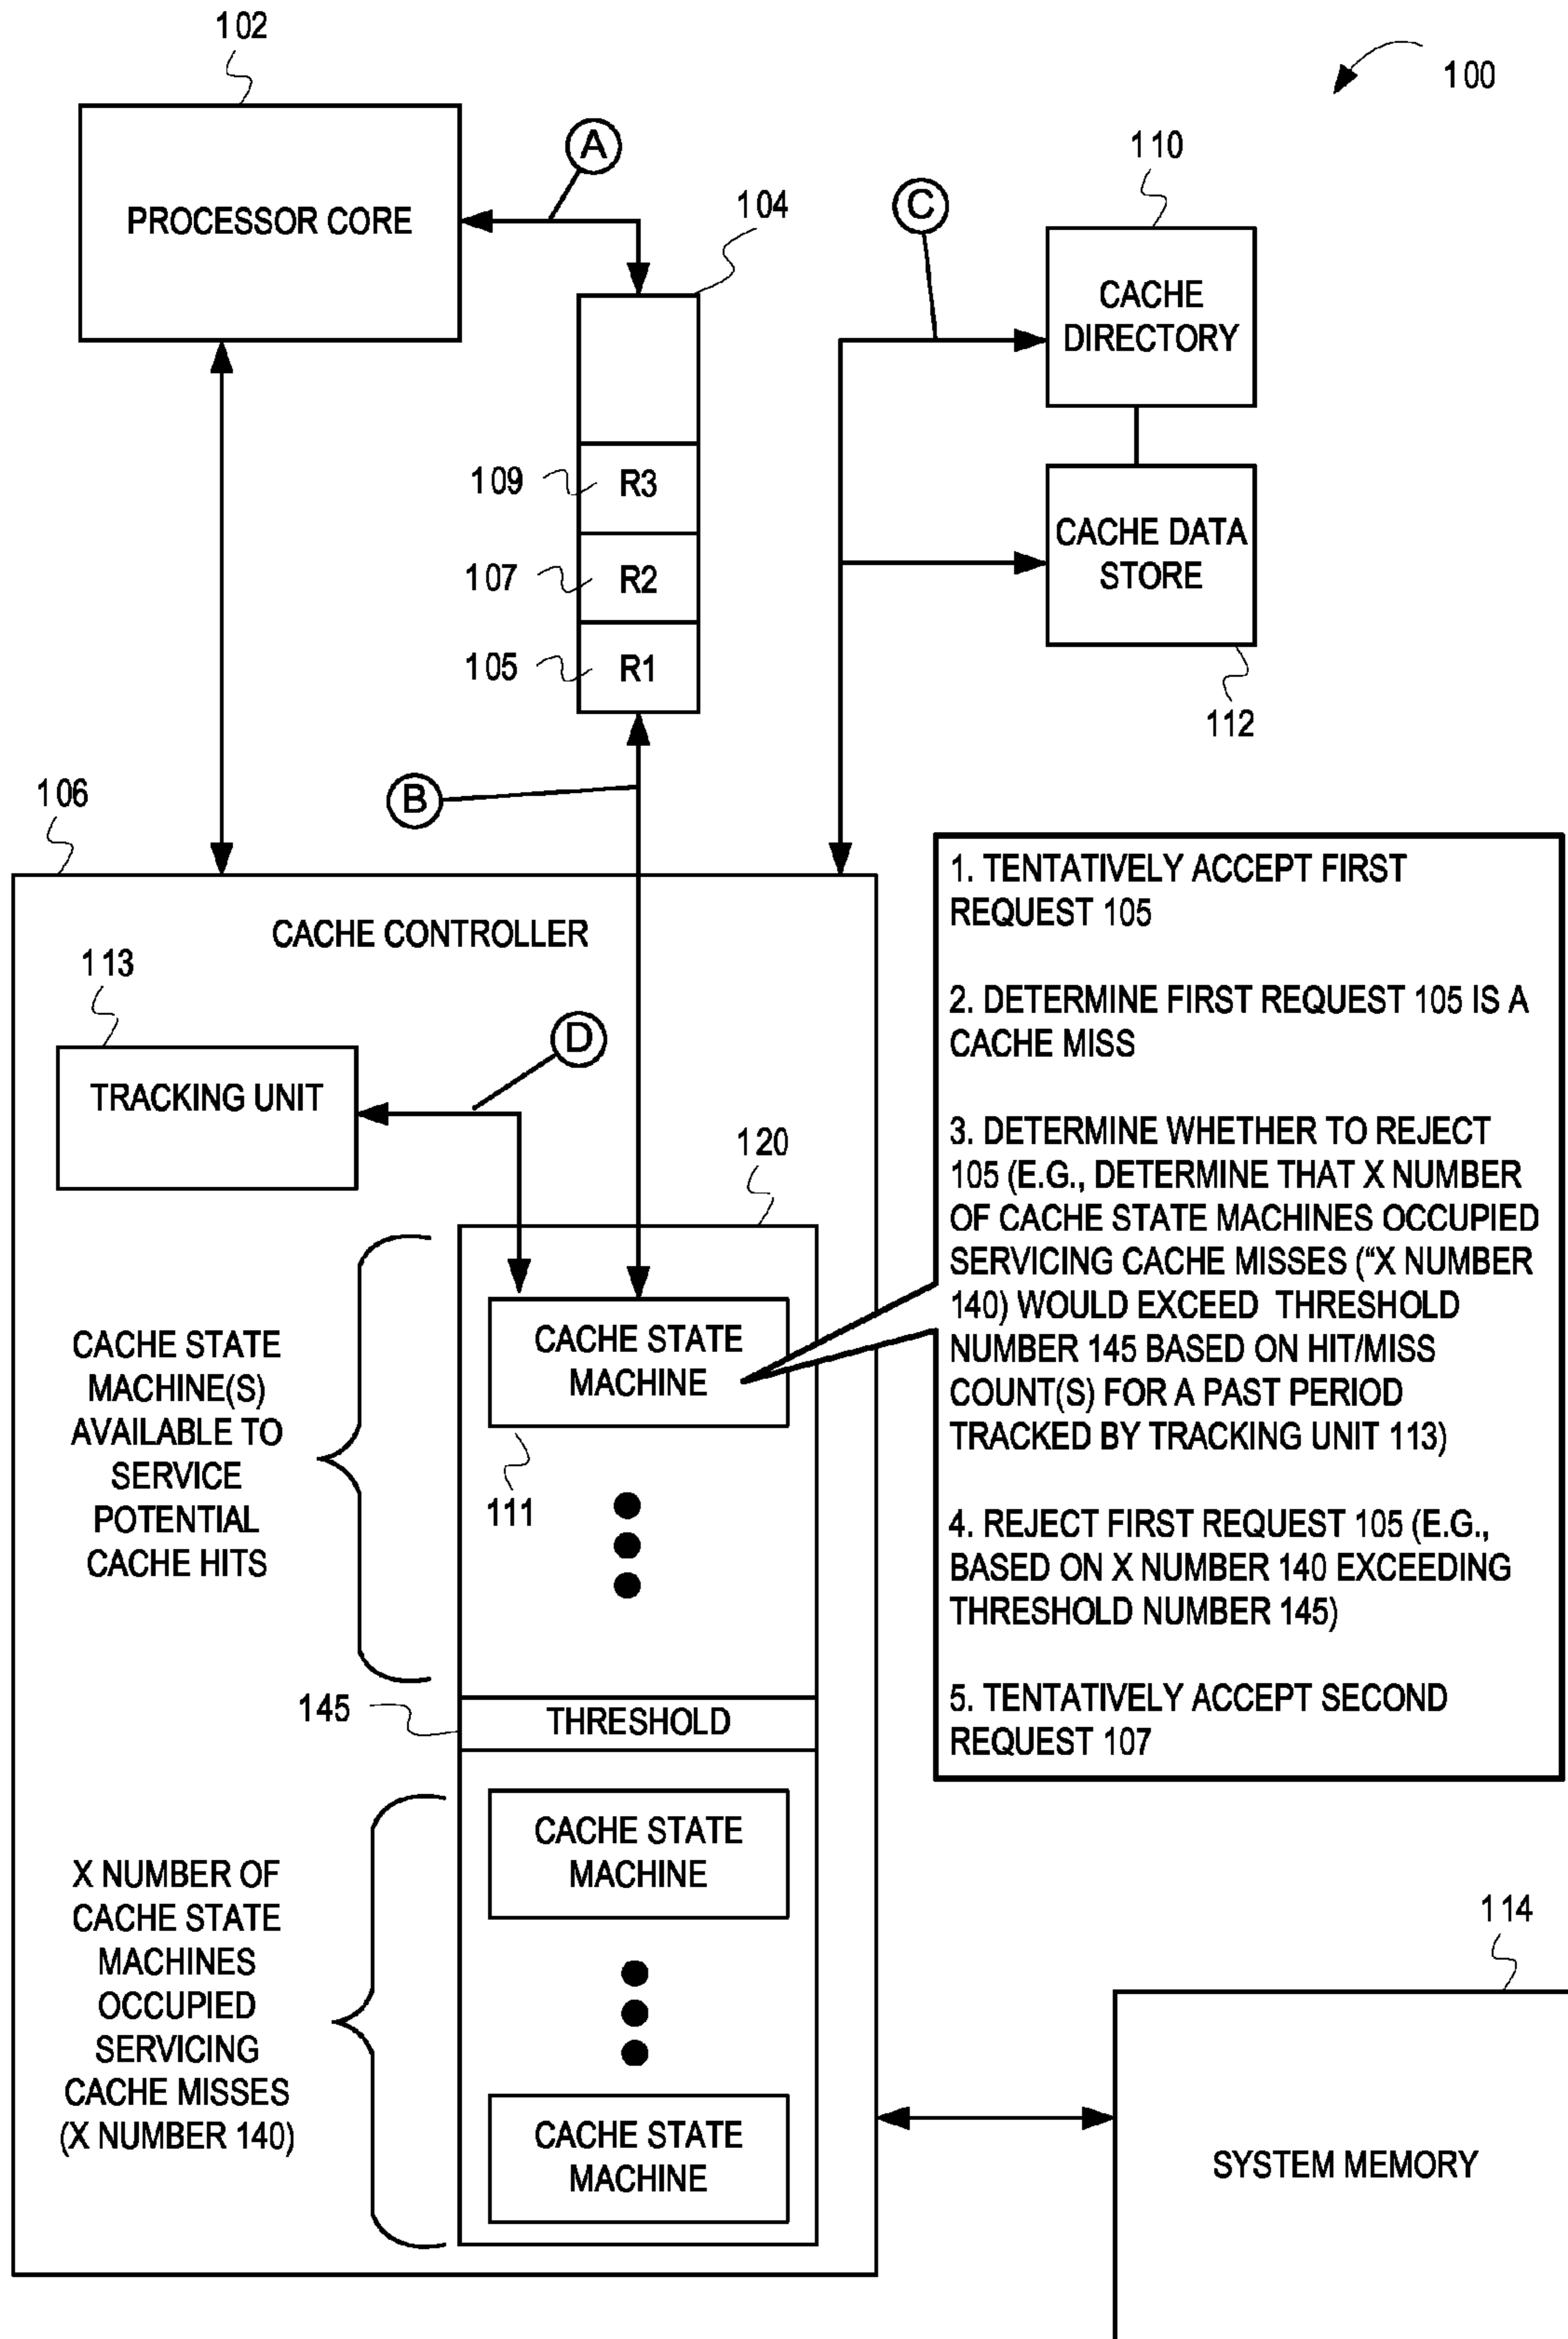 102
100
A
110
PROCESSOR CORE
104
C
CACHE
DIRECTORY
109
R3
CACHE DATA
STORE
107
R2
105
R1
112
106
B
CACHE CONTROLLER
113
D
TRACKING UNIT
120
CACHE STATE
MACHINE(S)
AVAILABLE TO
SERVICE
POTENTIAL
CACHE HITS
CACHE STATE
MACHINE
111
1. TENTATIVELY ACCEPT FIRST
REQUEST 105
2. DETERMINE FIRST REQUEST 105 IS A
CACHE MISS
3. DETERMINE WHETHER TO REJECT
105 (E.G., DETERMINE THAT X NUMBER
OF CACHE STATE MACHINES OCCUPIED
SERVICING CACHE MISSES (“X NUMBER
140) WOULD EXCEED THRESHOLD
NUMBER 145 BASED ON HIT/MISS
COUNT(S) FOR A PAST PERIOD
TRACKED BY TRACKING UNIT 113)
4. REJECT FIRST REQUEST 105 (E.G.,
BASED ON X NUMBER 140 EXCEEDING
THRESHOLD NUMBER 145)
5. TENTATIVELY ACCEPT SECOND
REQUEST 107
145
THRESHOLD
X NUMBER OF
CACHE STATE
MACHINES
OCCUPIED
SERVICING
CACHE MISSES
(X NUMBER 140)
CACHE STATE
MACHINE
CACHE STATE
MACHINE
114
SYSTEM MEMORY